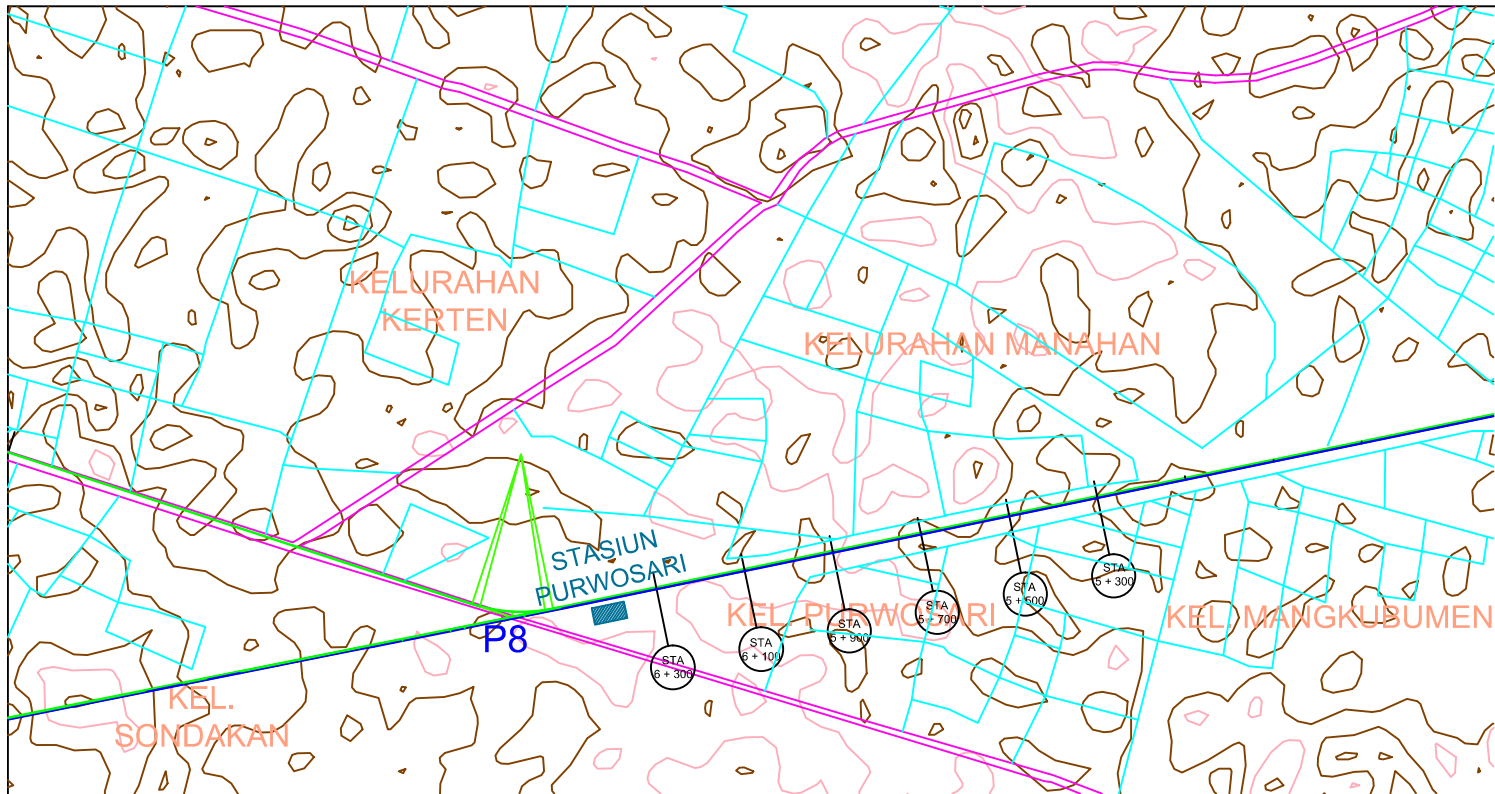 KELURAHAN
KERTEN
KELURAHAN MANAHAN
STASIUN
PURWOSARI
P8
STA
6 + 300
STA
6 + 100
STA
5 + 900
STA
5 + 700
STA
5 + 500
STA
5 + 300
KEL. PURWOSARI
KEL. MANGKUBUMEN
KEL.
SONDAKAN